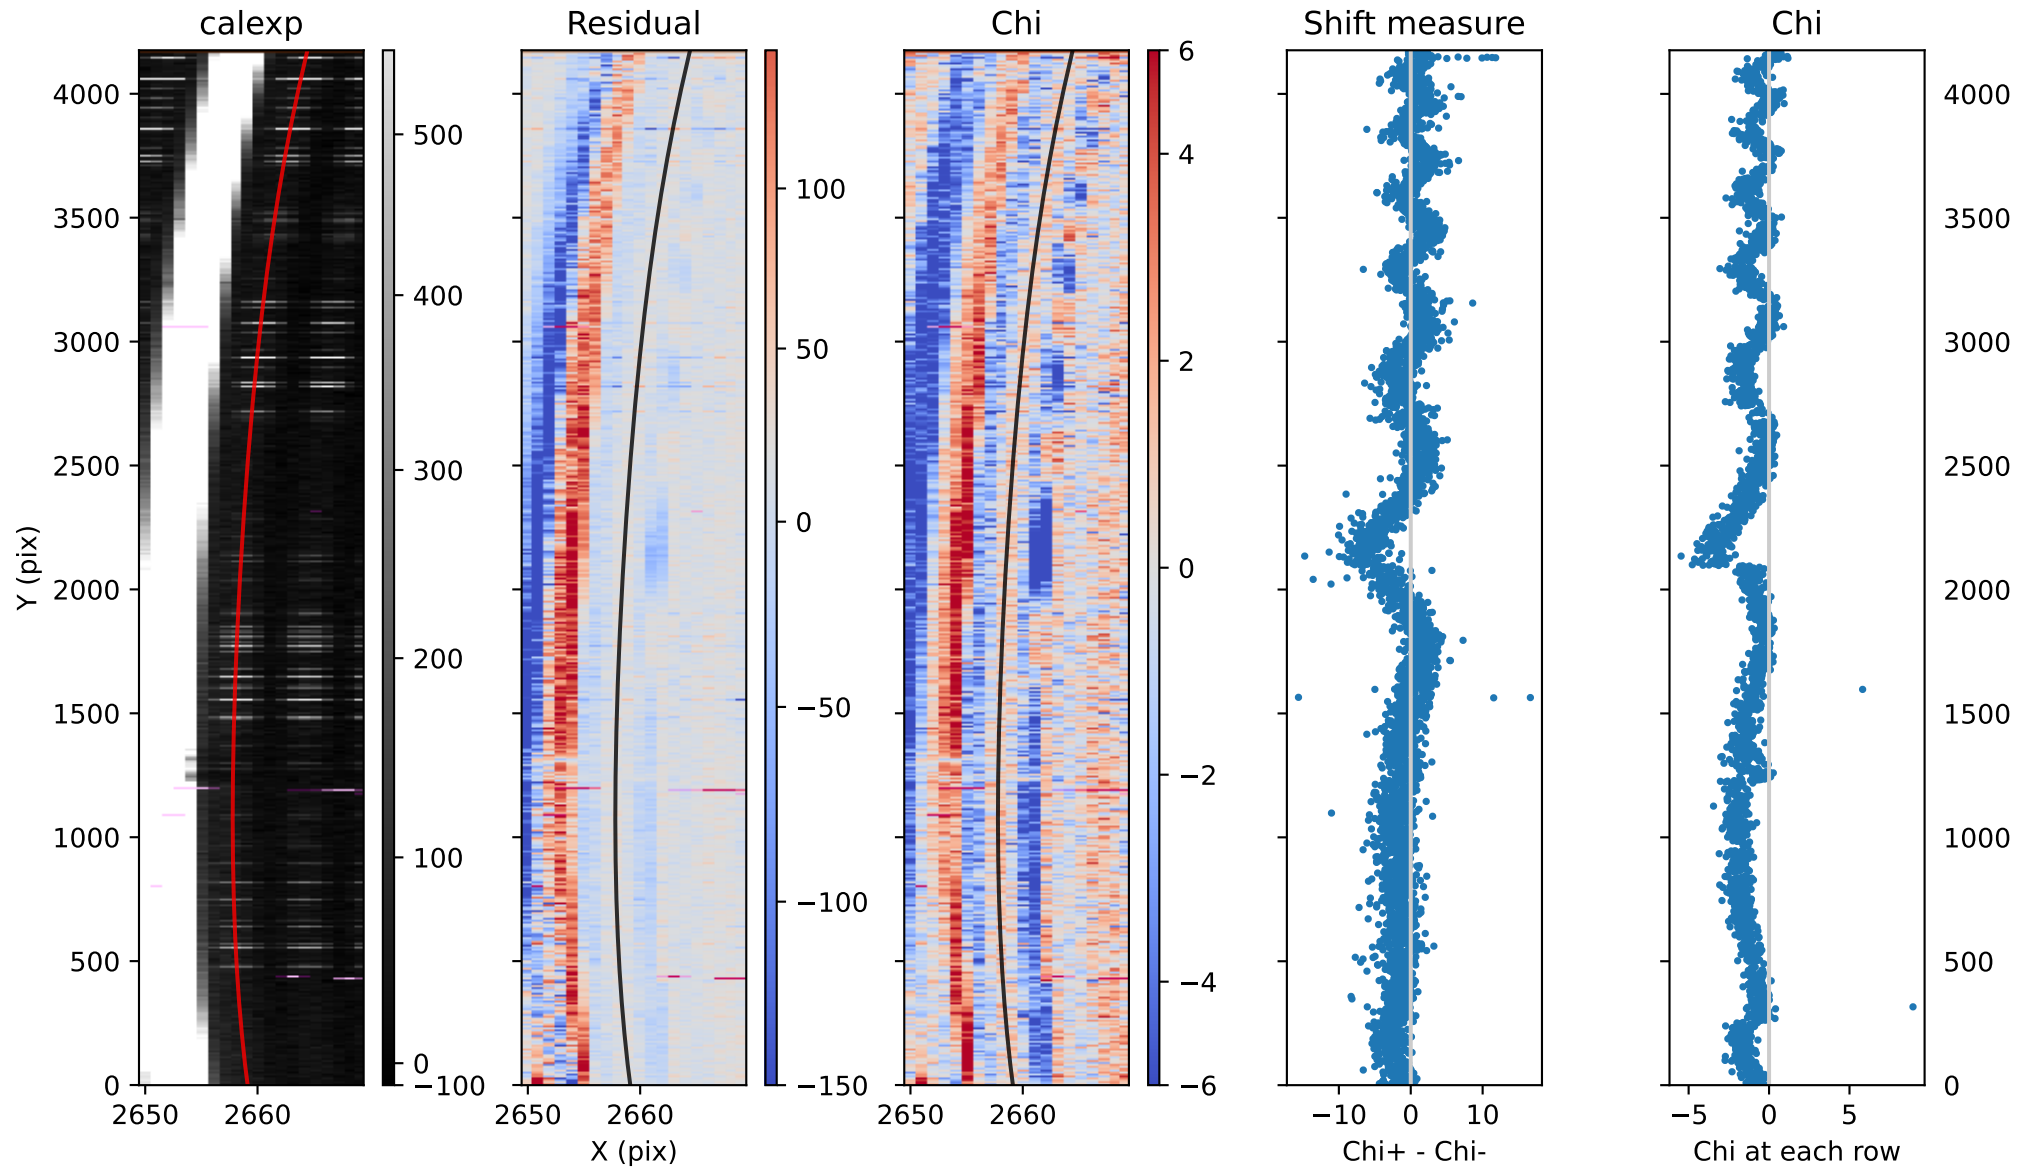 calexp Residual Chi Shift measure Chi
4000 500 100 6 4000
3500 400 50 4 3500
3000 300 0 2 3000
2500 200 −50 0 2500
2000 100 −100 −2 2000
1500 0 −150 −4 1500
1000 −100 −6 1000
500 500
0 0
Y (pix)
2650 2660 2650 2660 2650 2660 −10 0 10 −5 0 5
X (pix) Chi+ - Chi- Chi at each row